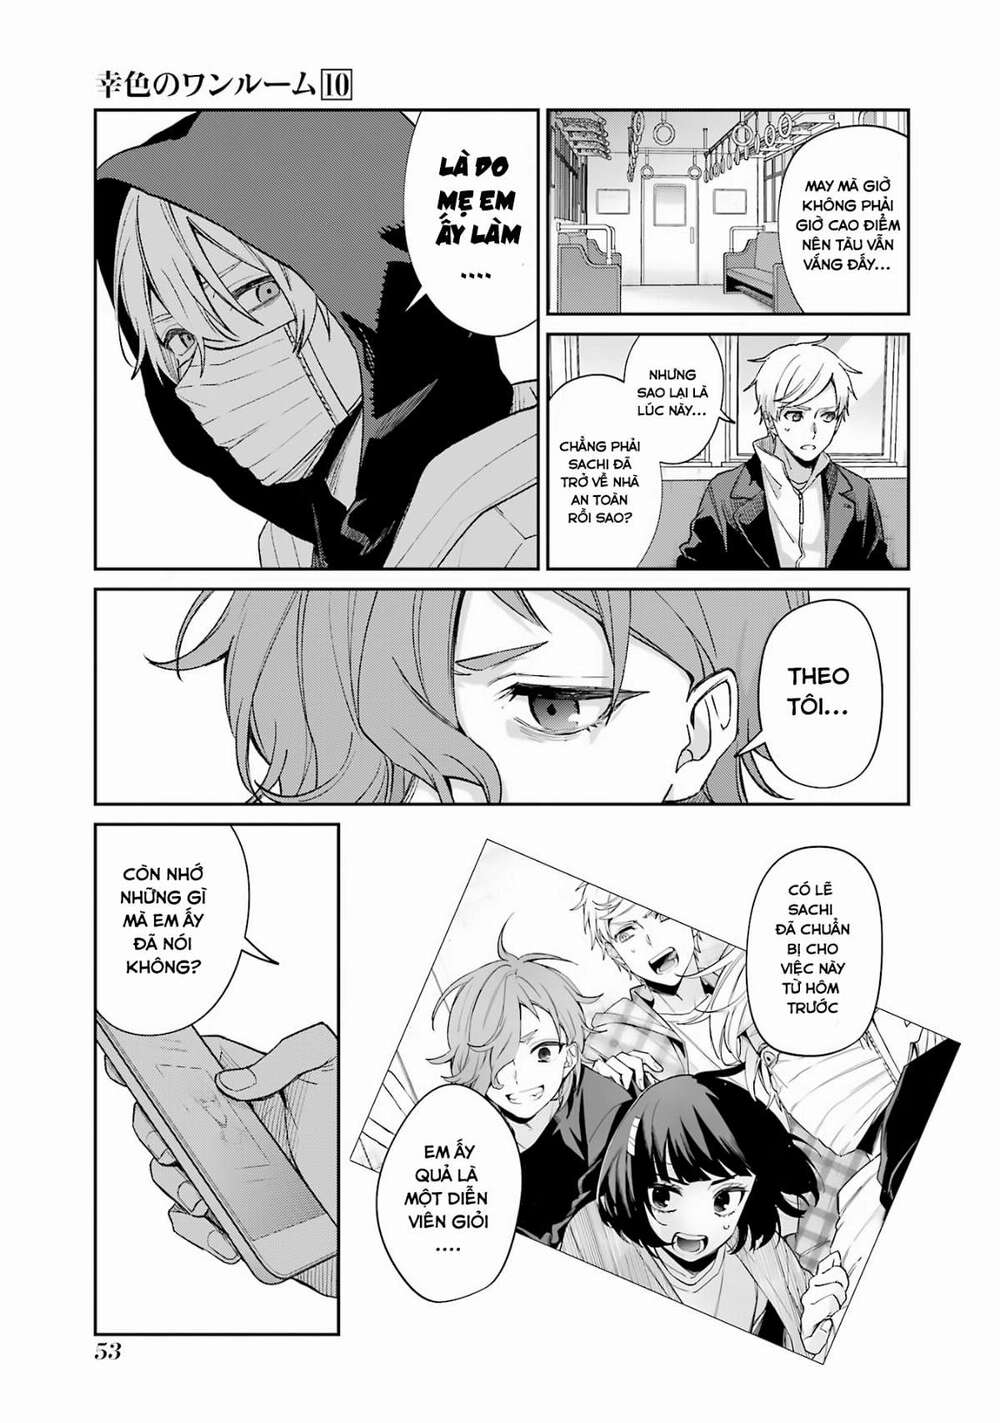 幸色のワンルーム10
MAY MÀ GIỜ
KHÔNG PHẢI
GIỜ CAO ĐIỂM
NÊN TÀU VẪN
VẮNG ĐẤY...
NHƯNG
SAO LẠI LÀ
LÚC NÀY...
CHẲNG PHẢI
SACHI ĐÃ
TRỞ VỀ NHÀ
AN TOÀN
RỒI SAO?
LÀ DO
MẸ EM
ẤY LÀM
....
THEO
TÔI...
CÓ LẼ
SACHI
ĐÃ CHUẨN
BỊ CHO
VIỆC NÀY
TỪ HÔM
TRƯỚC
EM ẤY
QUẢ LÀ
MỘT DIỄN
VIÊN GIỎI
....
CÒN NHỚ
NHỮNG GÌ
MÀ EM ẤY
ĐÃ NÓI
KHÔNG?
53